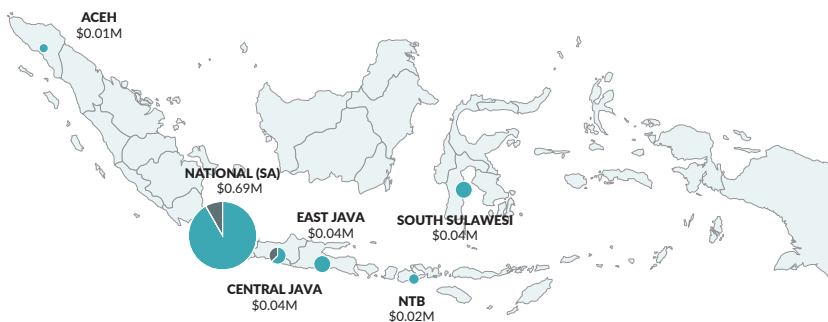 ACEH
$0.01M
NATIONAL (SA)
$0.69M
EAST JAVA
$0.04M
SOUTH SULAWESI
$0.04M
CENTRAL JAVA
$0.04M
NTB
$0.02M